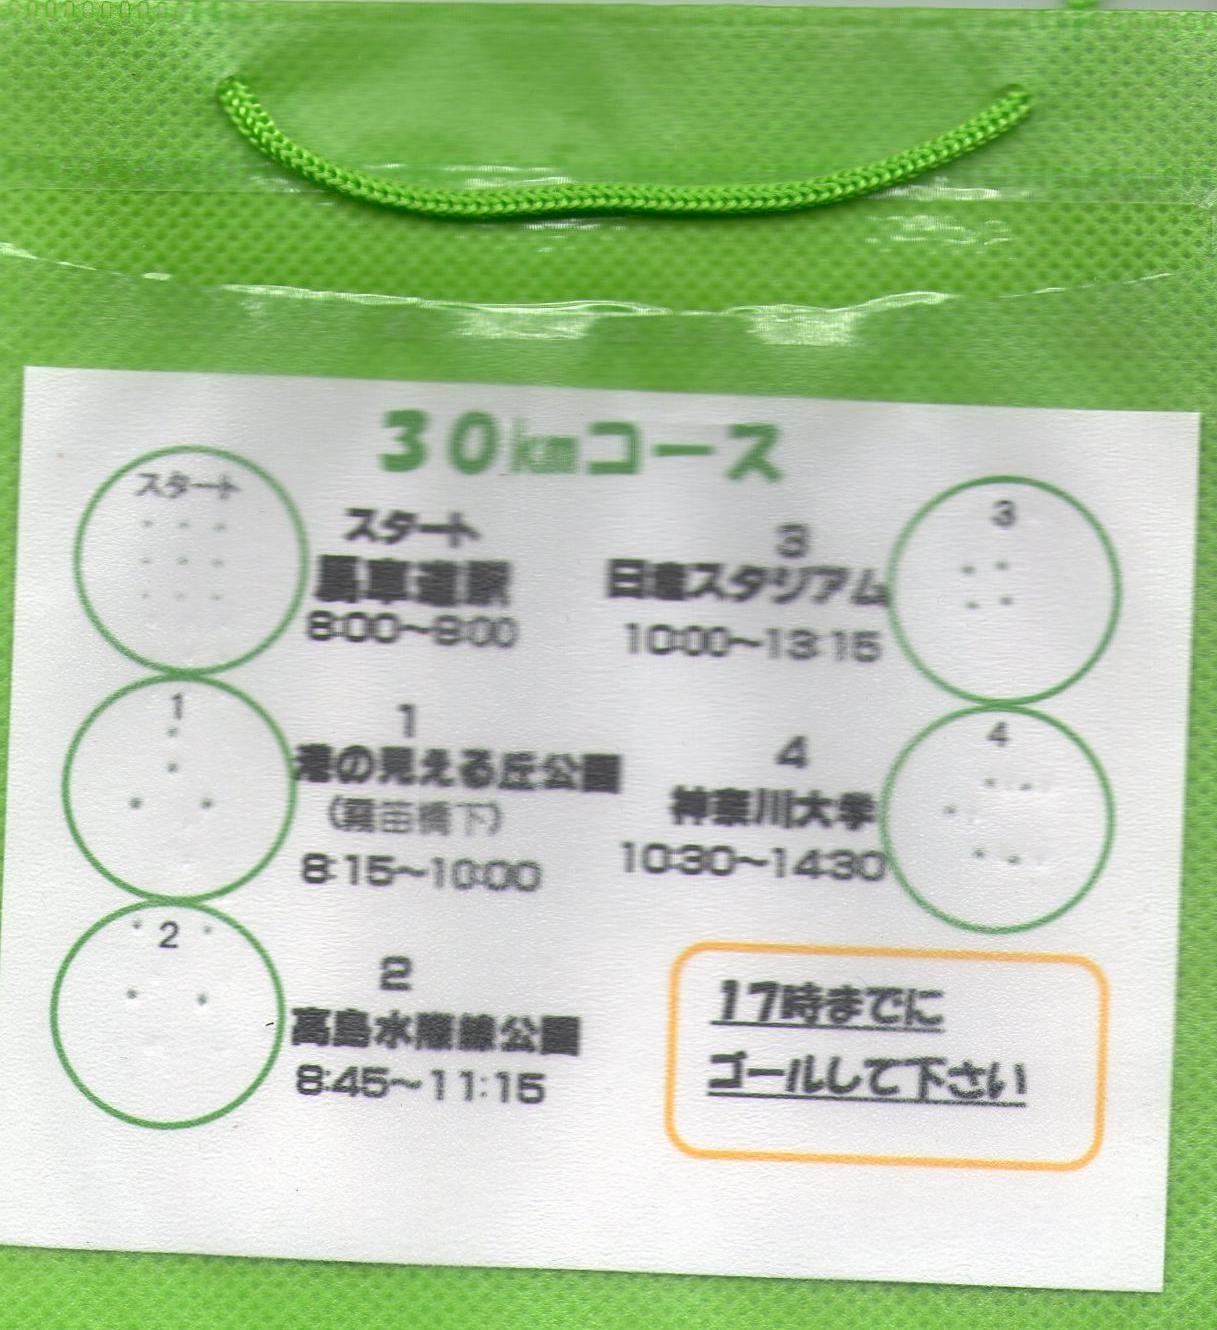 30kmコース
スタート
スタート
馬車道駅
8:00～9:00
1
1
港の見える丘公園
(霧笛橋下)
8:15～10:00
2
2
高島水際線公園
8:45～11:15
3
3
日産スタジアム
10:00～13:15
4
4
神奈川大学
10:30～14:30
17時までに
ゴールして下さい